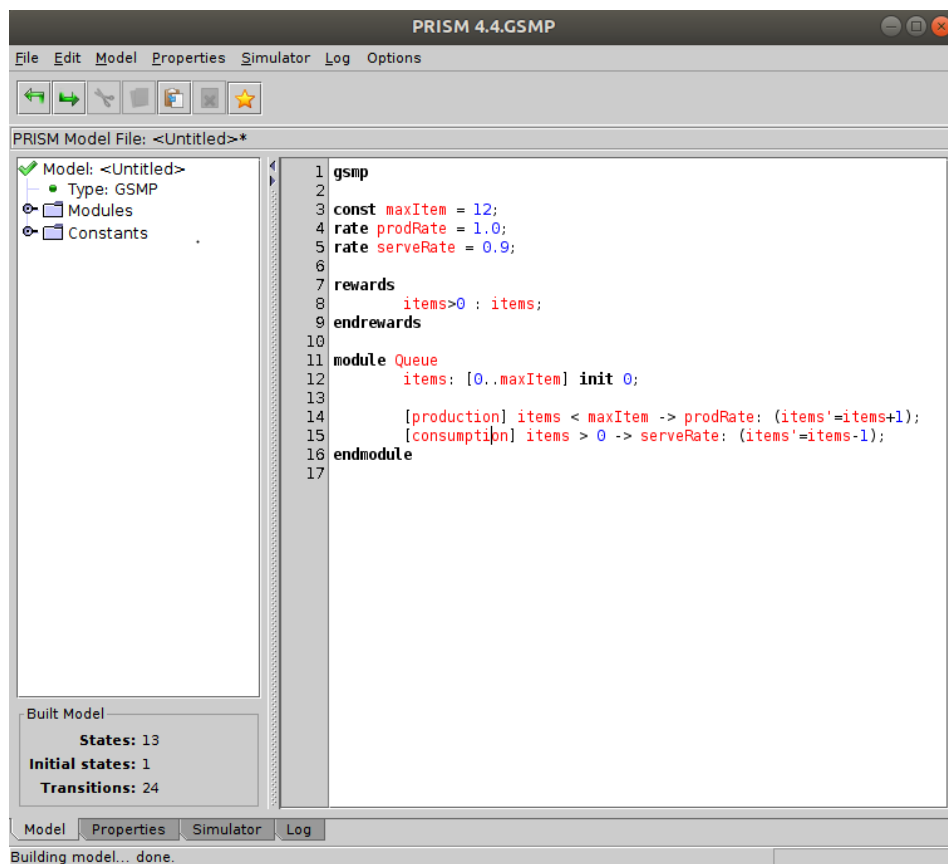 PRISM 4.4.GSMP
File Edit Model Properties Simulator Log Options
PRISM Model File: <Untitled>*
Model: <Untitled>
Type: GSMP
Modules
Constants
1 gsmp
2
3 const maxItem = 12;
4 rate prodRate = 1.0;
5 rate serveRate = 0.9;
6
7 rewards
8 items>0 : items;
9 endrewards
10
11 module Queue
12 items: [0..maxItem] init 0;
13
14 [production] items < maxItem -> prodRate: (items'=items+1);
15 [consumption] items > 0 -> serveRate: (items'=items-1);
16 endmodule
17
Built Model
States: 13
Initial states: 1
Transitions: 24
Model Properties Simulator Log
Building model... done.